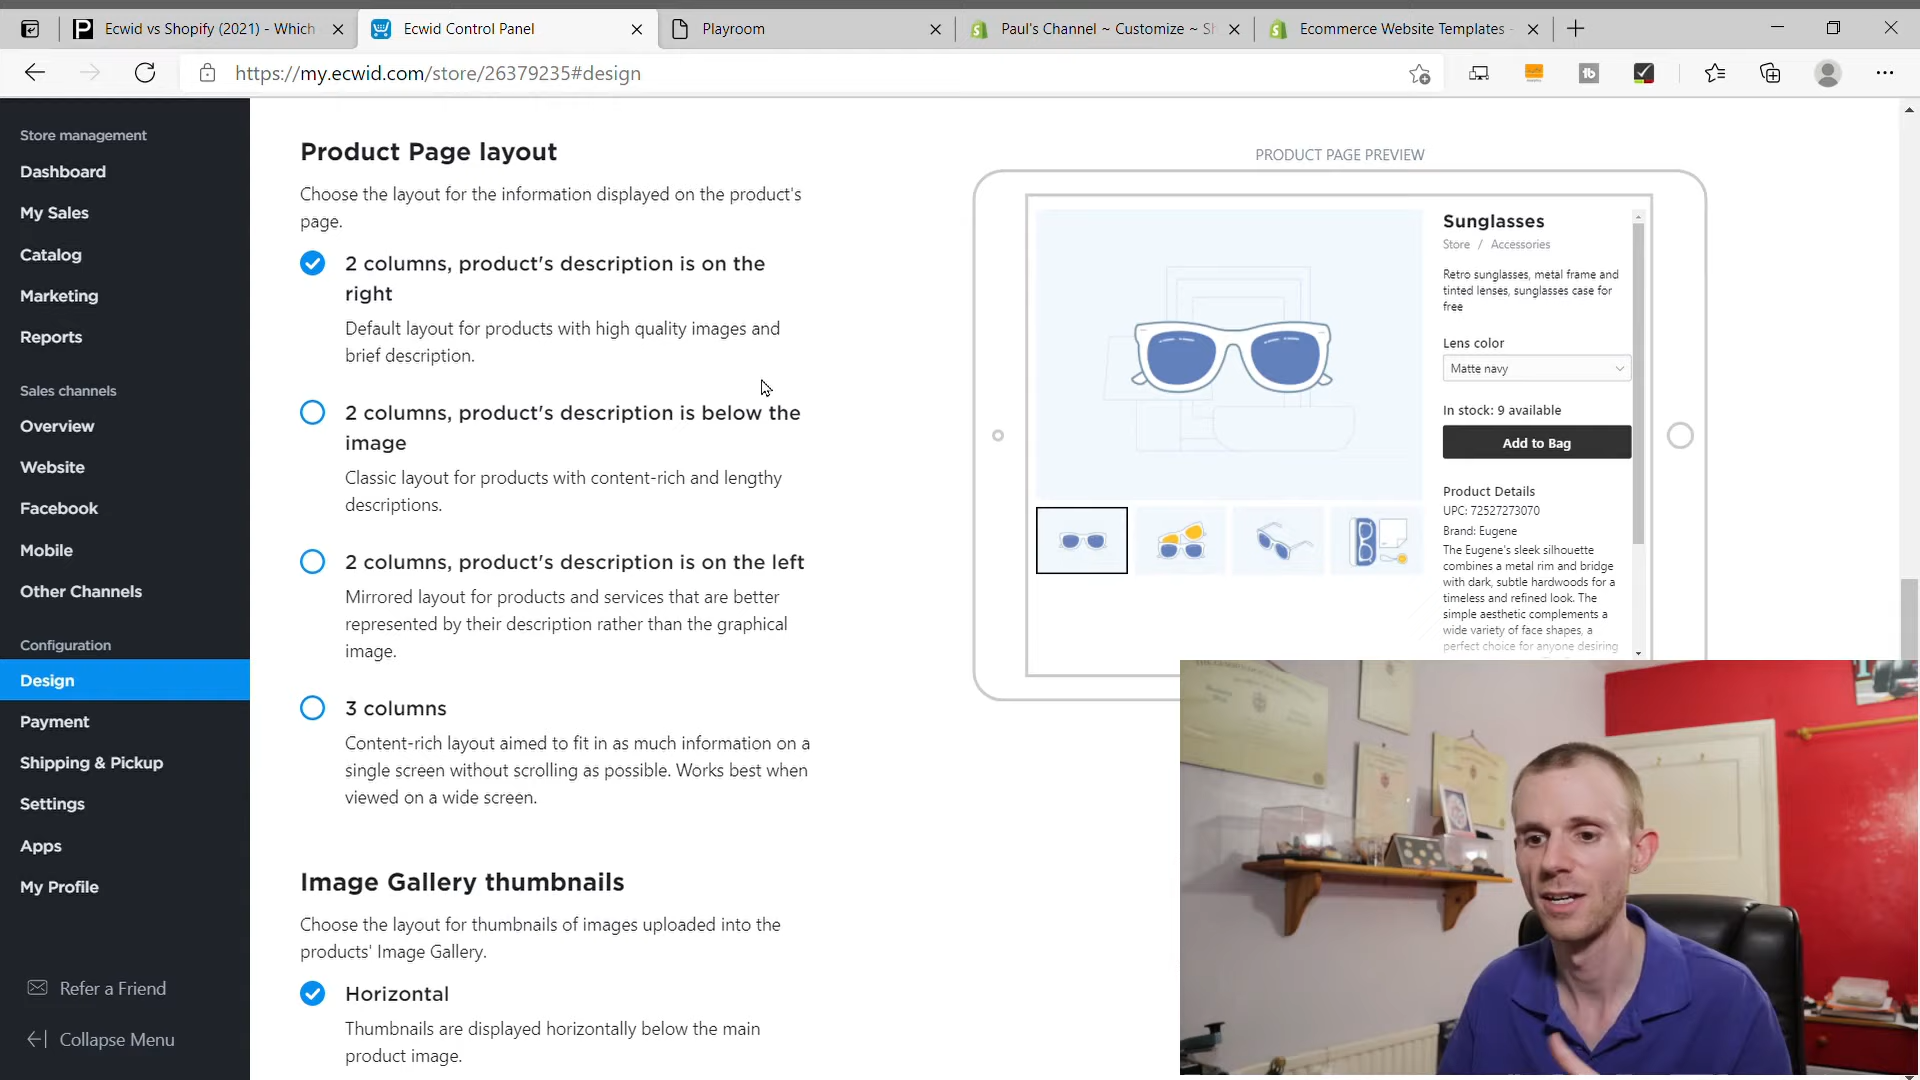 Ecwid vs Shopify (2021) - Which
Ecwid Control Panel
Playroom
Paul's Channel ~ Customize ~ Sh
Ecommerce Website Templates -
https://my.ecwid.com/store/26379235#design
Store management
Dashboard
My Sales
Catalog
Marketing
Reports
Sales channels
Overview
Website
Facebook
Mobile
Other Channels
Configuration
Design
Payment
Shipping & Pickup
Settings
Apps
My Profile
Refer a Friend
Collapse Menu
Product Page layout
Choose the layout for the information displayed on the product's
page.
2 columns, product's description is on the
right
Default layout for products with high quality images and
brief description.
2 columns, product's description is below the
image
Classic layout for products with content-rich and lengthy
descriptions.
2 columns, product's description is on the left
Mirrored layout for products and services that are better
represented by their description rather than the graphical
image.
3 columns
Content-rich layout aimed to fit in as much information on a
single screen without scrolling as possible. Works best when
viewed on a wide screen.
Image Gallery thumbnails
Choose the layout for thumbnails of images uploaded into the
products' Image Gallery.
Horizontal
Thumbnails are displayed horizontally below the main
product image.
PRODUCT PAGE PREVIEW
Sunglasses
Store / Accessories
Retro sunglasses, metal frame and
tinted lenses, sunglasses case for
free
Lens color
Matte navy
In stock: 9 available
Add to Bag
Product Details
UPC: 72527273070
Brand: Eugene
The Eugene's sleek silhouette
combines a metal rim and bridge
with dark, subtle hardwoods for a
timeless and refined look. The
simple aesthetic complements a
wide variety of face shapes, a
perfect choice for anyone desiring